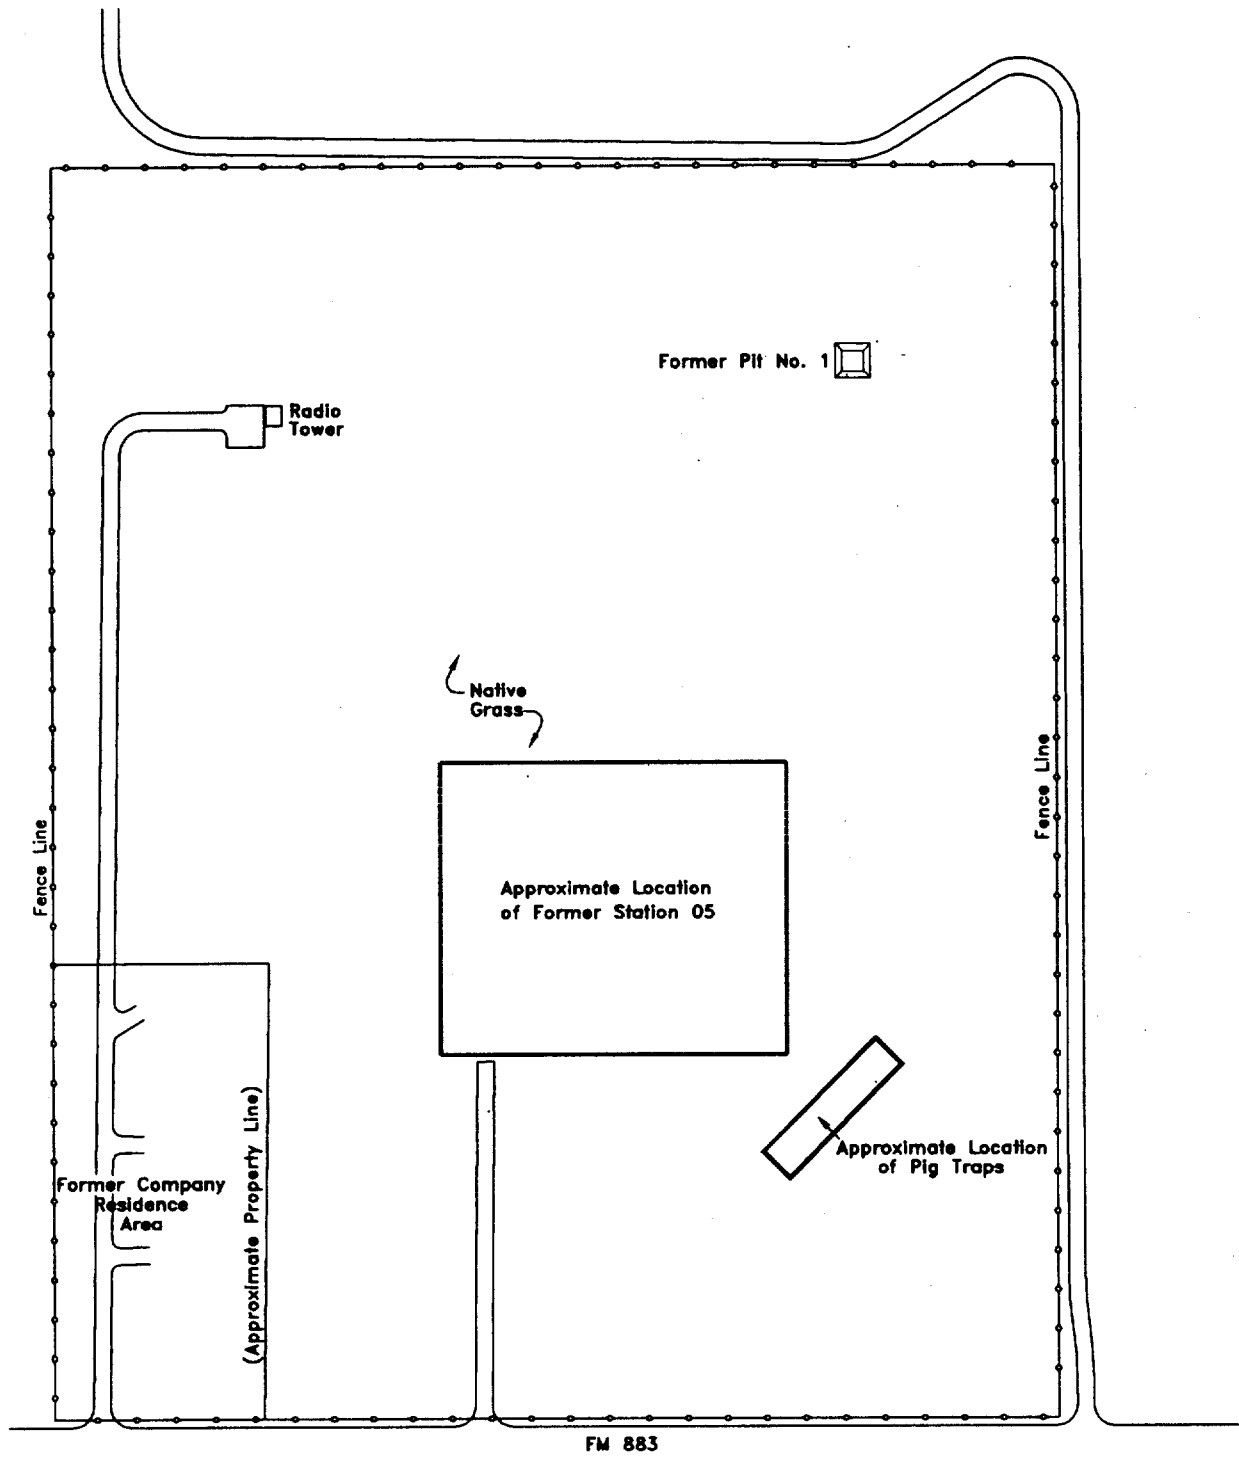 Former Pit No. 1
Radio
Tower
Native
Grass
Fence Line
Fence Line
Approximate Location
of Former Station 05
(Approximate Property Line)
Approximate Location
of Pig Traps
Former Company
Residence
Area
FM 883